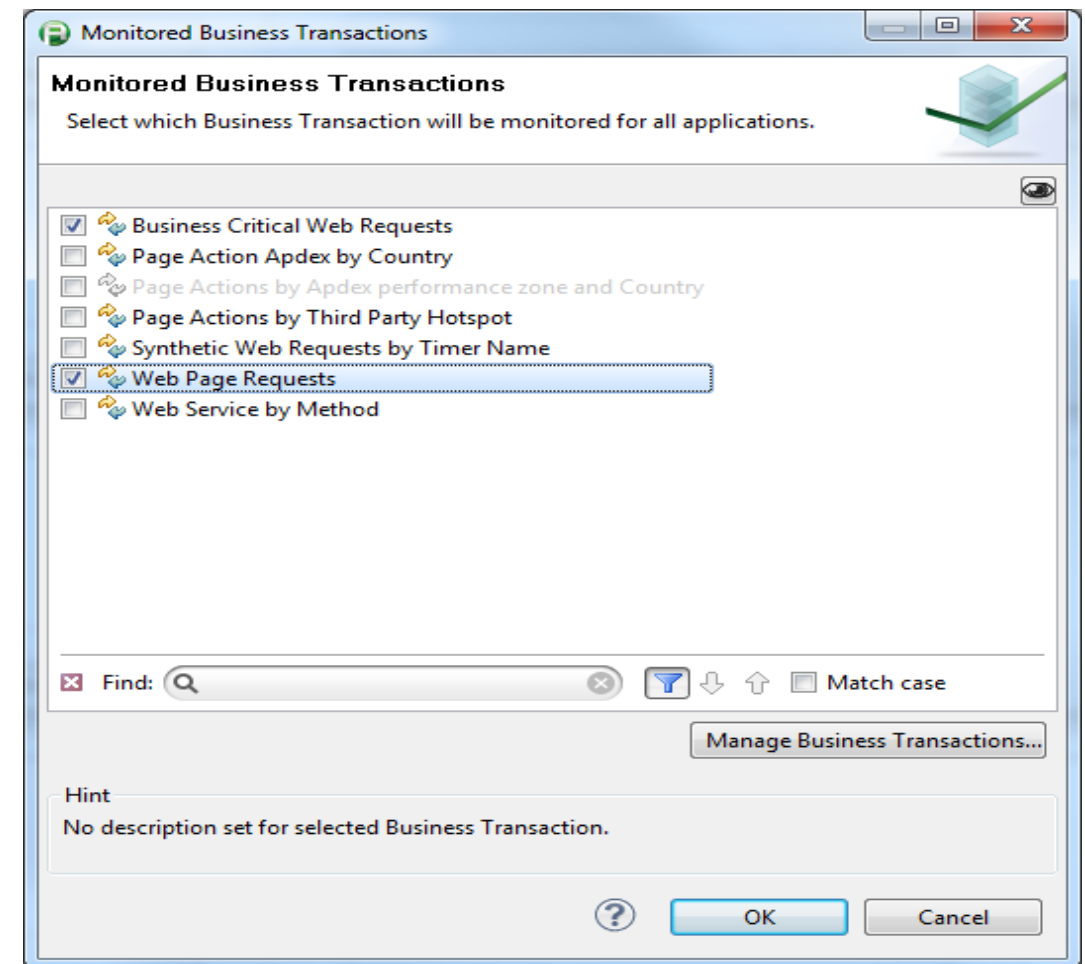 Monitored Business Transactions
Monitored Business Transactions
Select which Business Transaction will be monitored for all applications.
Business Critical Web Requests
Page Action Apdex by Country
Page Actions by Apdex performance zone and Country
Page Actions by Third Party Hotspot
Synthetic Web Requests by Timer Name
Web Page Requests
Web Service by Method
Find: Match case
Manage Business Transactions...
Hint
No description set for selected Business Transaction.
? OK Cancel